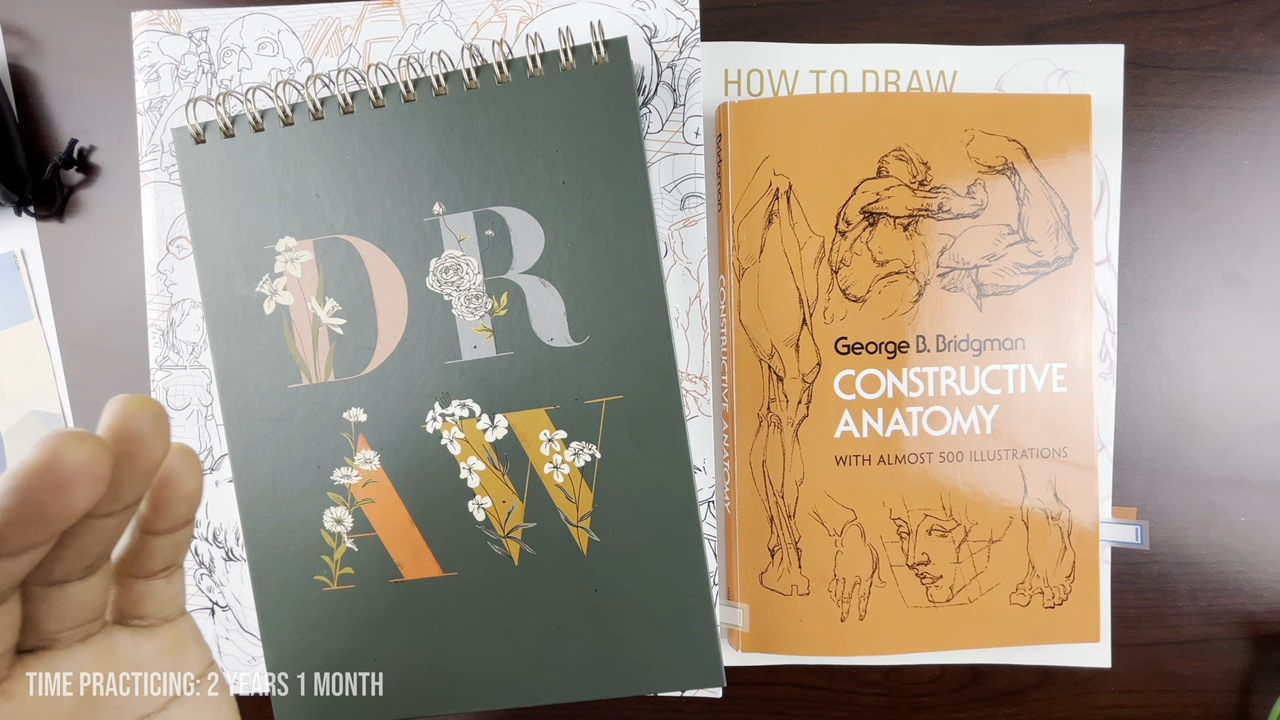 DR
AW
HOW TO DRAW
George B. Bridgman
CONSTRUCTIVE
ANATOMY
WITH ALMOST 500 ILLUSTRATIONS
CONSTRUCTIVE ANATOMY
TIME PRACTICING: 2 YEARS 1 MONTH